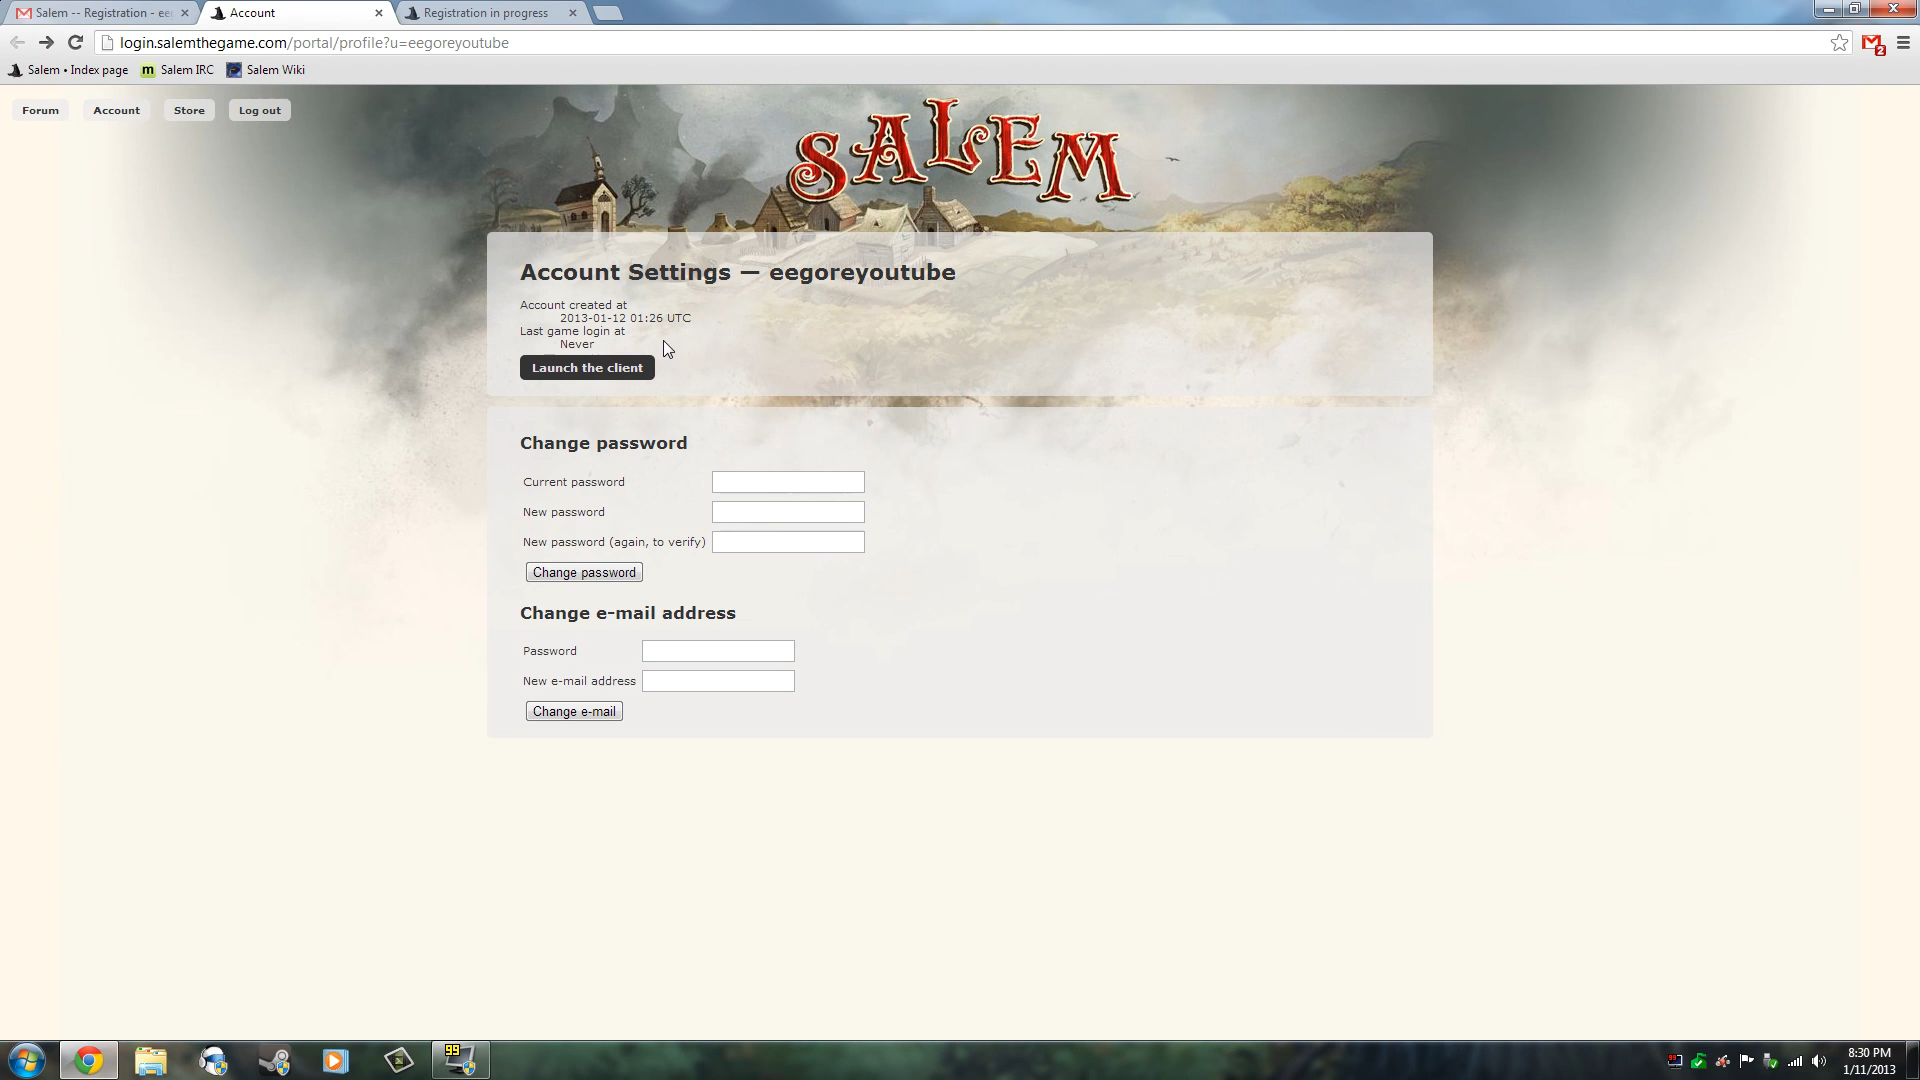 Salem -- Registration - ee
Account
Registration in progress
login.salemthegame.com/portal/profile?u=eegoreyoutube
2
Salem • Index page
m Salem IRC
Salem Wiki
Forum
Account
Store
Log out
SALEM
Account Settings — eegoreyoutube
Account created at
2013-01-12 01:26 UTC
Last game login at
Never
Launch the client
Change password
Current password
New password
New password (again, to verify)
Change password
Change e-mail address
Password
New e-mail address
Change e-mail
99
8:30 PM
1/11/2013